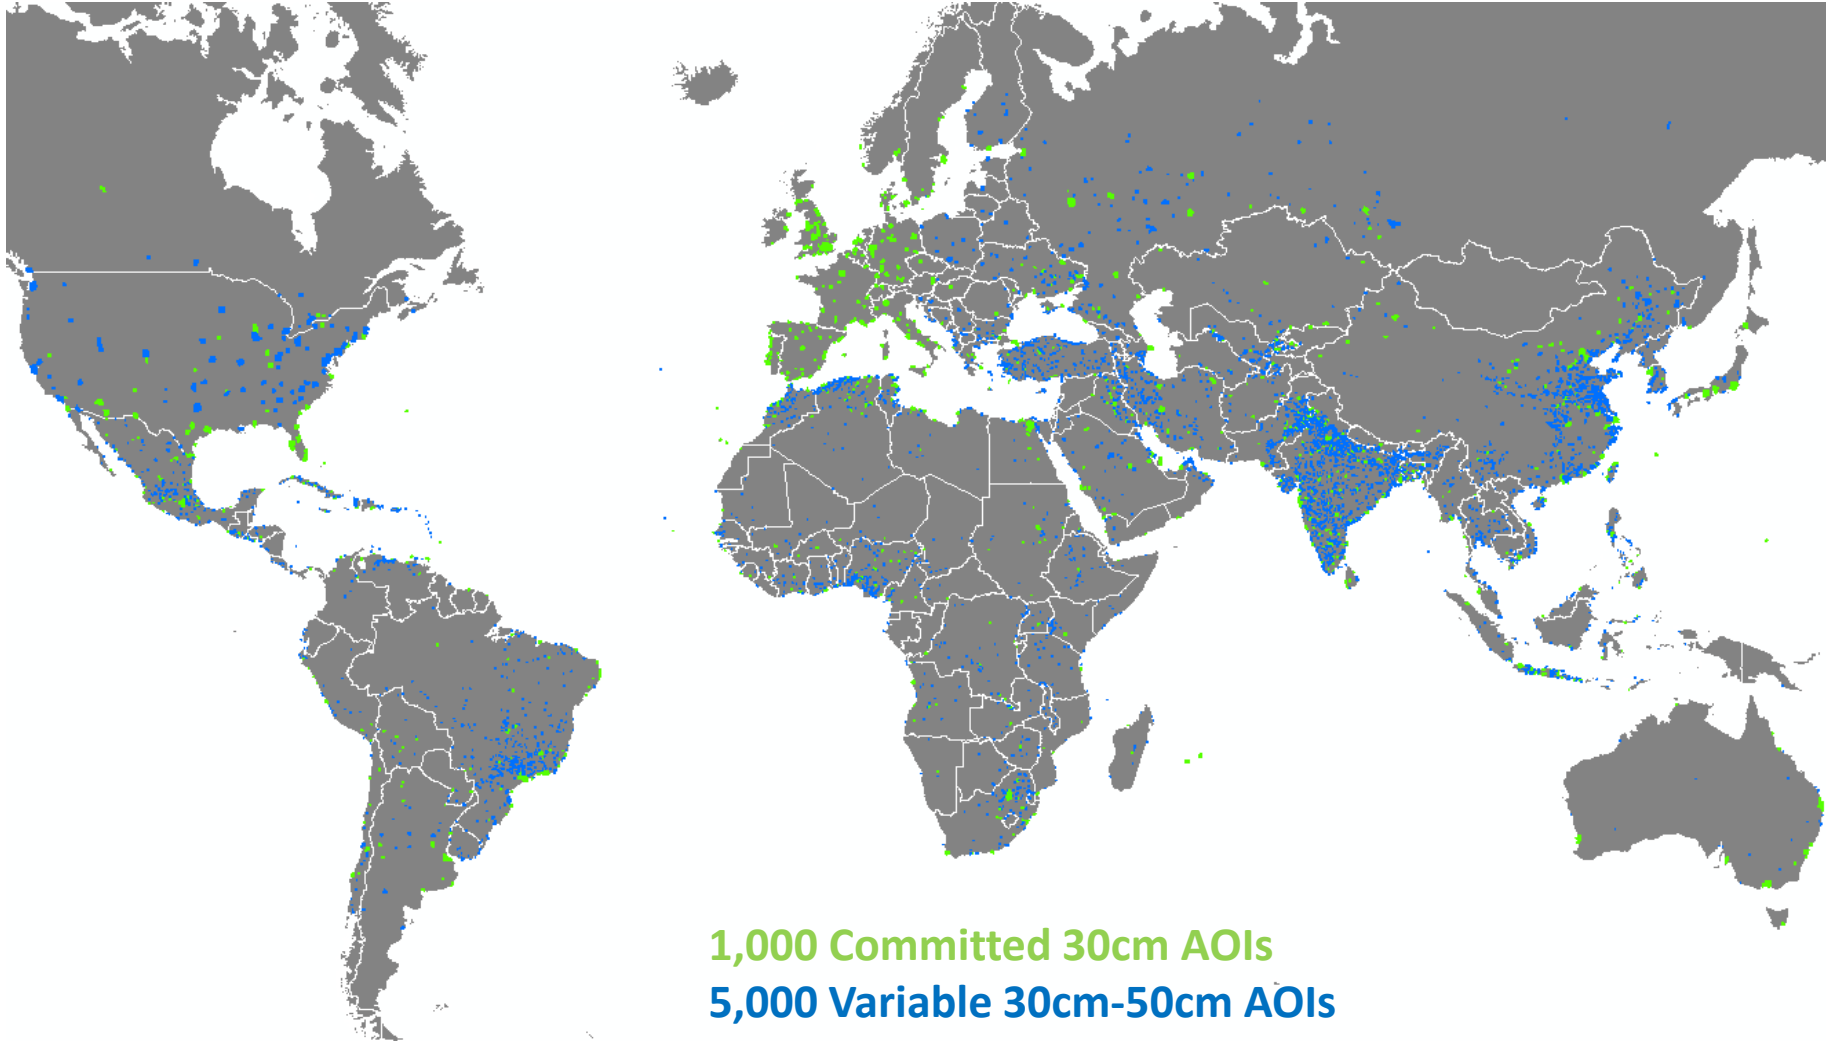 1,000 Committed 30cm AOIs
5,000 Variable 30cm-50cm AOIs